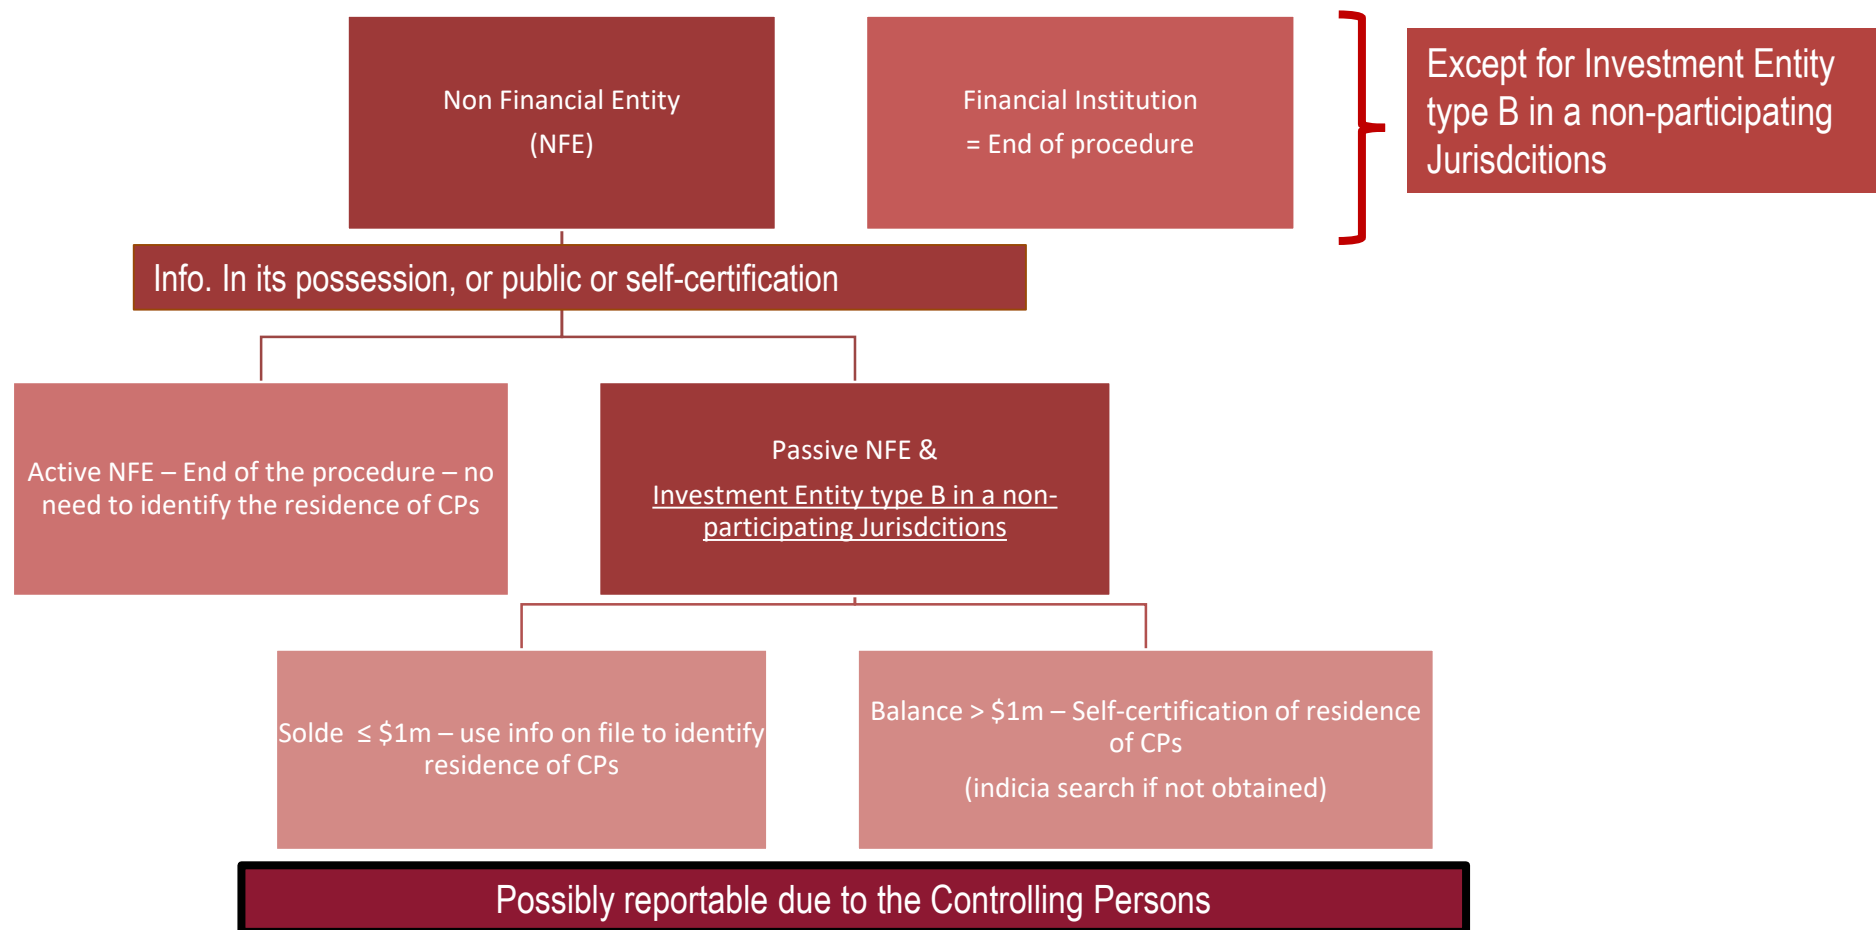 Non Financial Entity
(NFE)
Financial Institution
= End of procedure
Except for Investment Entity
type B in a non-participating
Jurisdcitions
Info. In its possession, or public or self-certification
Active NFE – End of the procedure – no
need to identify the residence of CPs
Passive NFE &
Investment Entity type B in a non-
participating Jurisdcitions
Solde ≤ $1m – use info on file to identify
residence of CPs
Balance > $1m – Self-certification of residence
of CPs
(indicia search if not obtained)
Possibly reportable due to the Controlling Persons